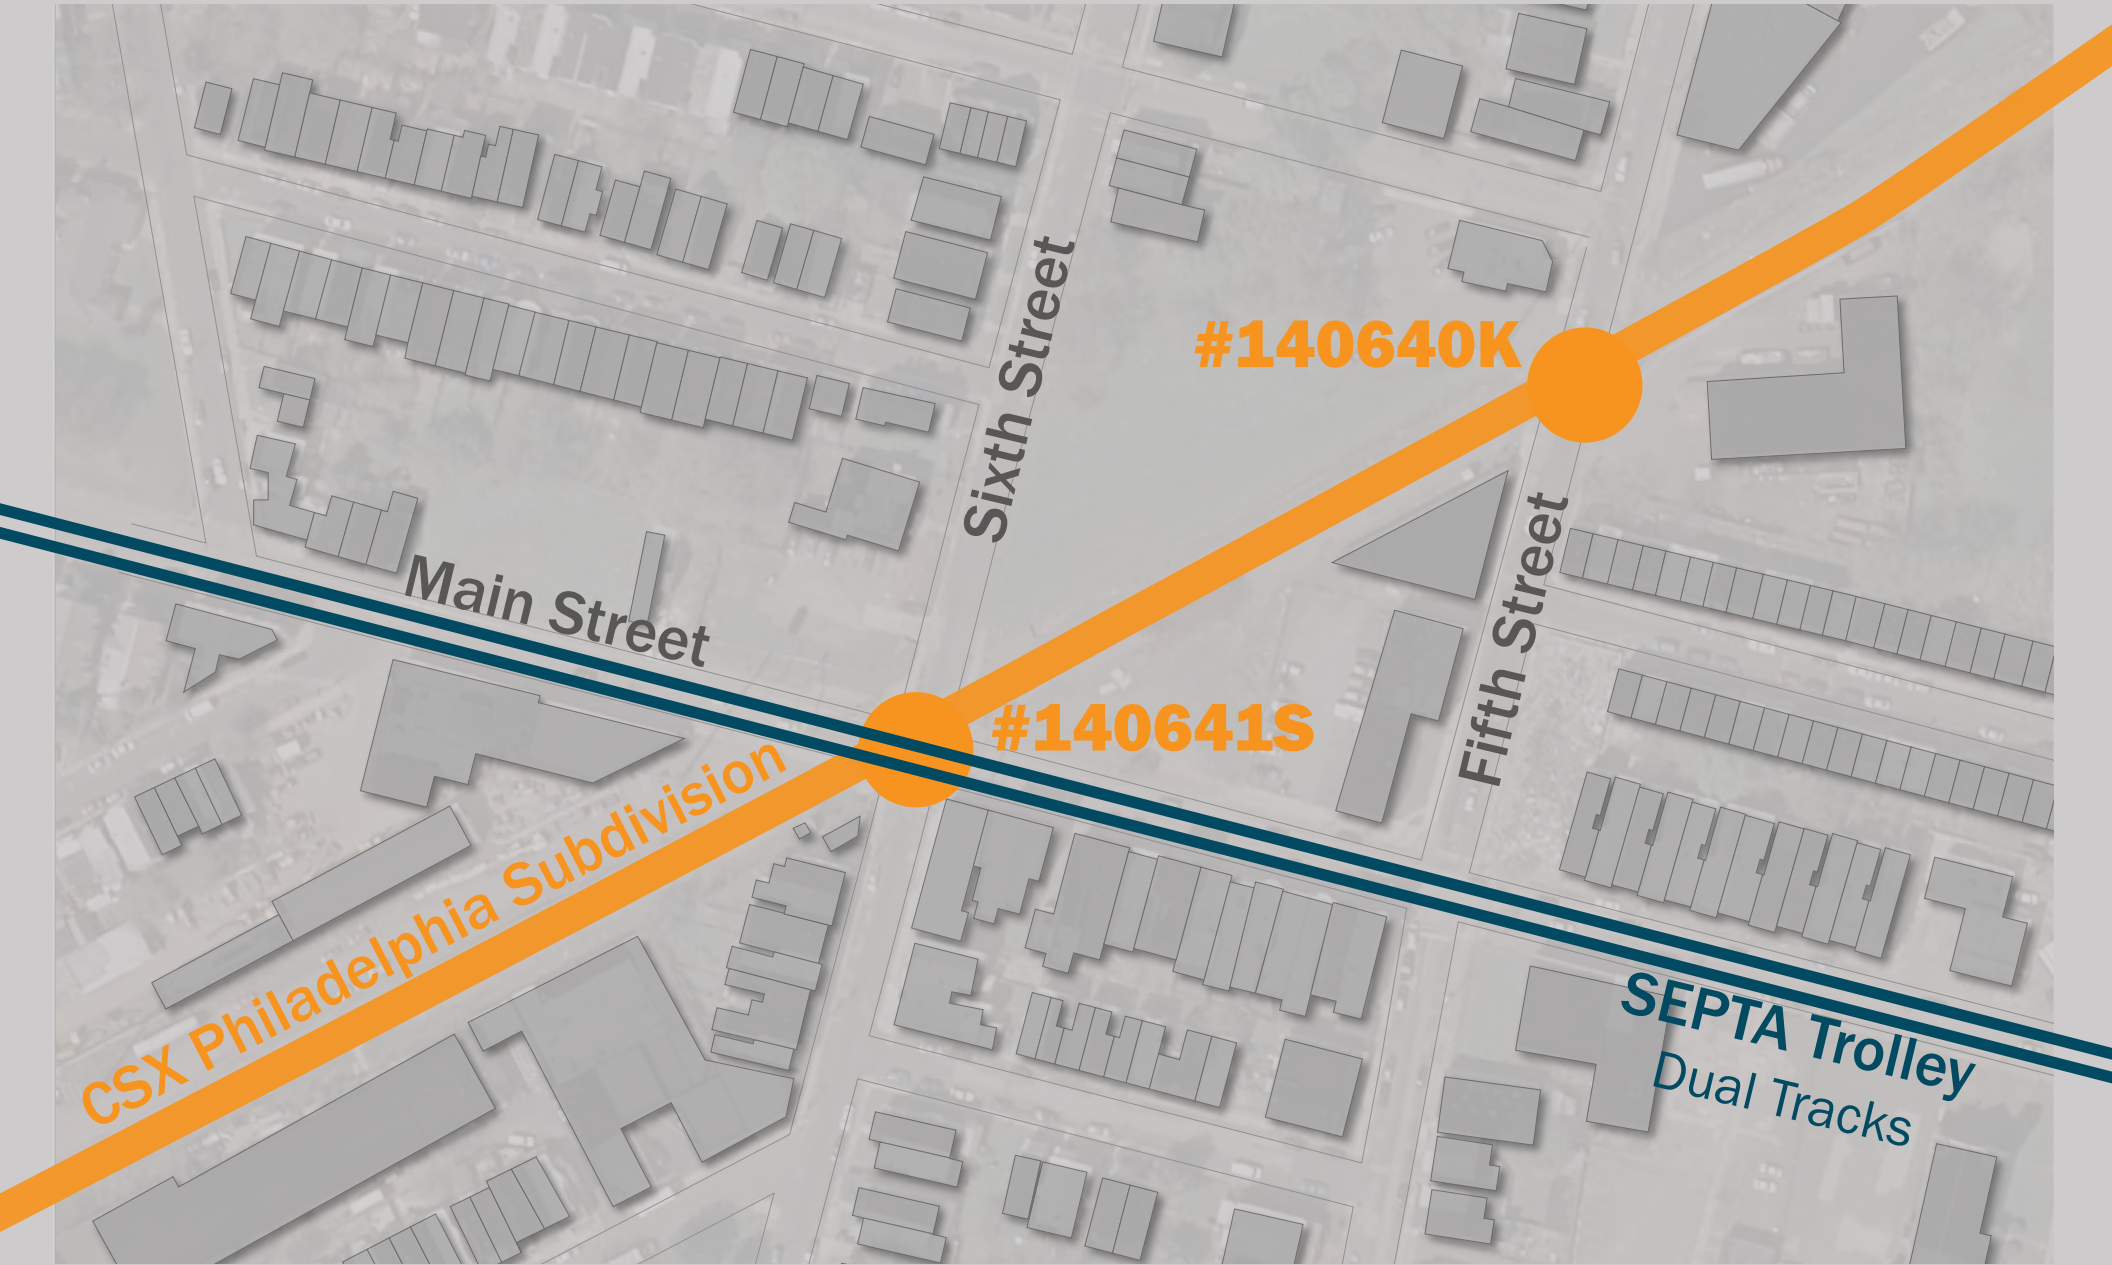 Sixth Street
#140640K
Main Street
Fifth Street
#140641S
CSX Philadelphia Subdivision
SEPTA Trolley
Dual Tracks